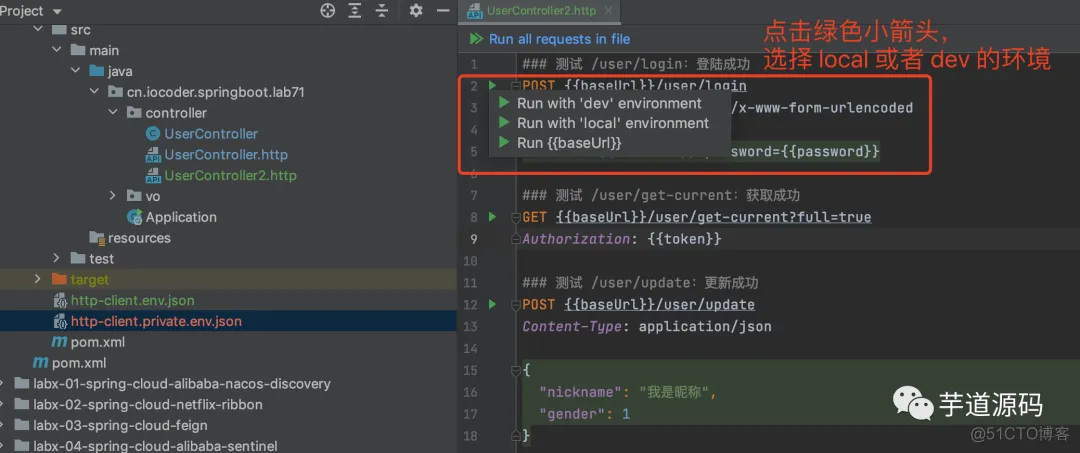 Project
src
main
java
cn.iocoder.springboot.lab71
controller
UserController
UserController.http
UserController2.http
vo
Application
resources
test
target
http-client.env.json
http-client.private.env.json
pom.xml
pom.xml
labx-01-spring-cloud-alibaba-nacos-discovery
labx-02-spring-cloud-netflix-ribbon
labx-03-spring-cloud-feign
labx-04-spring-cloud-alibaba-sentinel
UserController2.http
Run all requests in file
点击绿色小箭头，
选择 local 或者 dev 的环境
1 ### 测试 /user/login：登陆成功
2 POST {{baseUrl}}/user/login
Run with 'dev' environment
Run with 'local' environment
Run {{baseUrl}}
3 /x-www-form-urlencoded
4
5 password={{password}}
6
7 ### 测试 /user/get-current：获取成功
8 GET {{baseUrl}}/user/get-current?full=true
9 Authorization: {{token}}
10
11 ### 测试 /user/update：更新成功
12 POST {{baseUrl}}/user/update
13 Content-Type: application/json
14
15 {
16 "nickname": "我是昵称",
17 "gender": 1
18 }
芋道源码
@51CTO博客